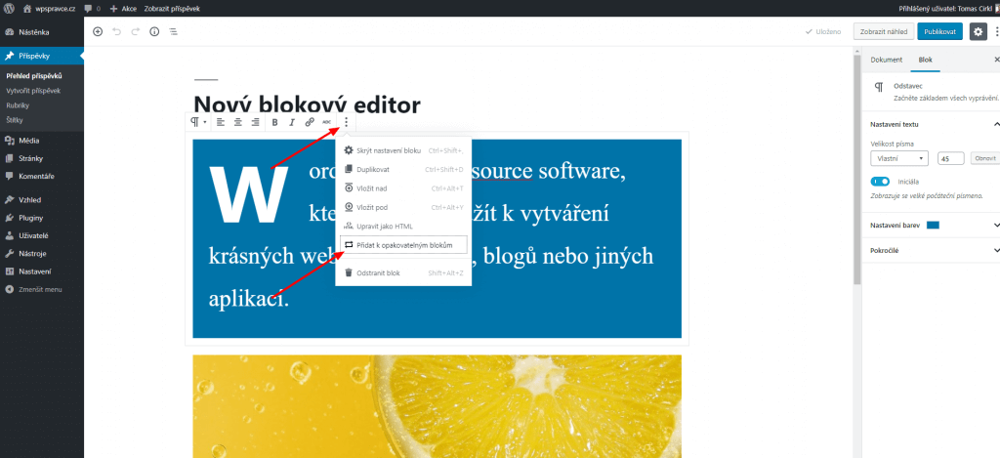 wpspravce.cz 0 Akce Zobrazit příspěvek Přihlášený uživatel: Tomas Cirkl
Nástěnka
Příspěvky
Přehled příspěvků
Vytvořit příspěvek
Rubriky
Štítky
Média
Stránky
Komentáře
Vzhled
Pluginy
Uživatelé
Nástroje
Nastavení
Zmenšit menu
Uloženo Zobrazit náhled Publikovat
Nový blokový editor
B I ABC
W
ord source software,
kte žít k vytváření
krásných web , blogů nebo jiných
aplikací.
Skrýt nastavení bloku Ctrl+Shift+,
Duplikovat Ctrl+Shift+D
Vložit nad Ctrl+Alt+T
Vložit pod Ctrl+Alt+Y
HTML Upravit jako HTML
Přidat k opakovatelným blokům
Odstranit blok Shift+Alt+Z
Dokument Blok
Odstavec
Začněte základem všech vyprávění.
Nastavení textu
Velikost písma
Vlastní 45 Obnovit
Iniciála
Zobrazuje se velké počáteční písmeno.
Nastavení barev
Pokročilé